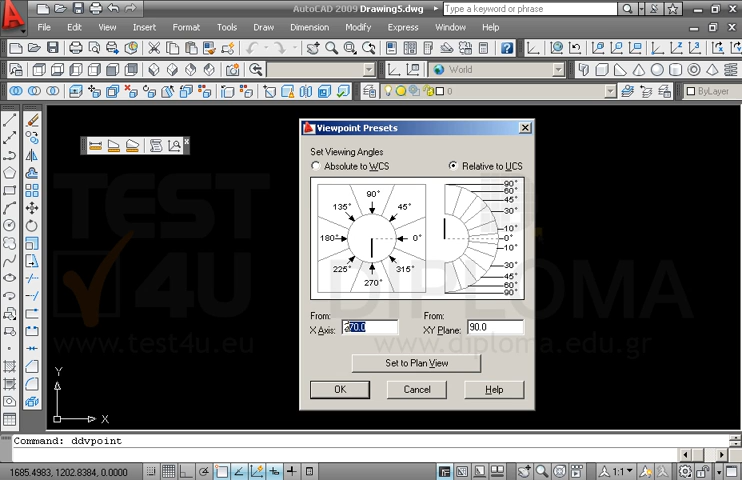 AutoCAD 2009 Drawing5.dwg
Type a keyword or phrase
File Edit View Insert Format Tools Draw Dimension Modify Express Window Help
World
0
ByLayer
Viewpoint Presets
Set Viewing Angles
Absolute to WCS
Relative to UCS
90°
135° 45°
180° 0°
225° 315°
270°
90°
60°
45°
30°
10°
0°
10°
30°
45°
60°
90°
From:
X Axis: 270.0
From:
XY Plane: 90.0
Set to Plan View
OK Cancel Help
TEST
4U
DIPLOMA
www.test4u.eu
www.diploma.edu.gr
Y
X
Command: ddvpoint
1685.4983, 1202.8384, 0.0000
1:1